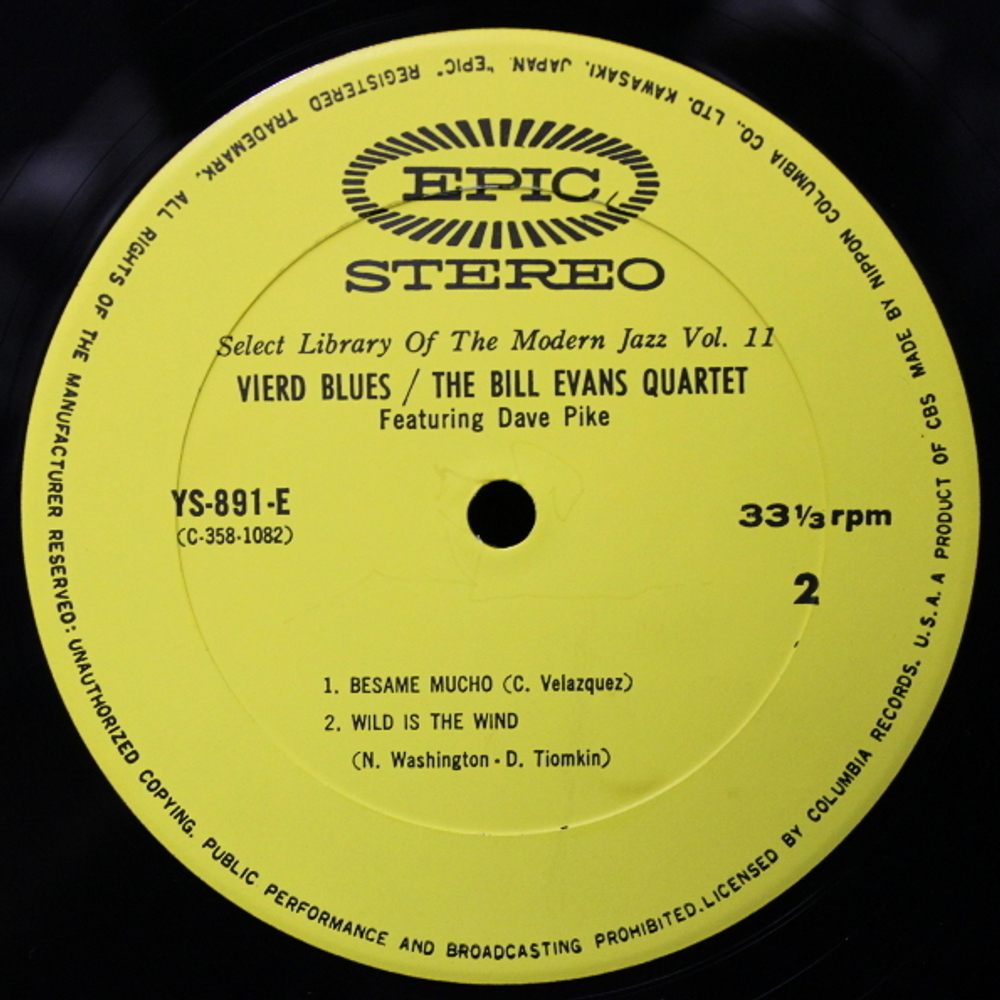 EPIC
STEREO
Select Library Of The Modern Jazz Vol. 11
VIERD BLUES / THE BILL EVANS QUARTET
Featuring Dave Pike
YS-891-E
(C-358-1082)
33 1/3 rpm
2
1. BESAME MUCHO (C. Velazquez)
2. WILD IS THE WIND
(N. Washington - D. Tiomkin)
MADE BY NIPPON COLUMBIA CO., LTD. KAWASAKI, JAPAN. "EPIC" REGISTERED TRADEMARK. ALL RIGHTS OF THE MANUFACTURER RESERVED; UNAUTHORIZED COPYING, PUBLIC PERFORMANCE AND BROADCASTING PROHIBITED. LICENSED BY COLUMBIA RECORDS. U.S.A. A PRODUCT OF CBS